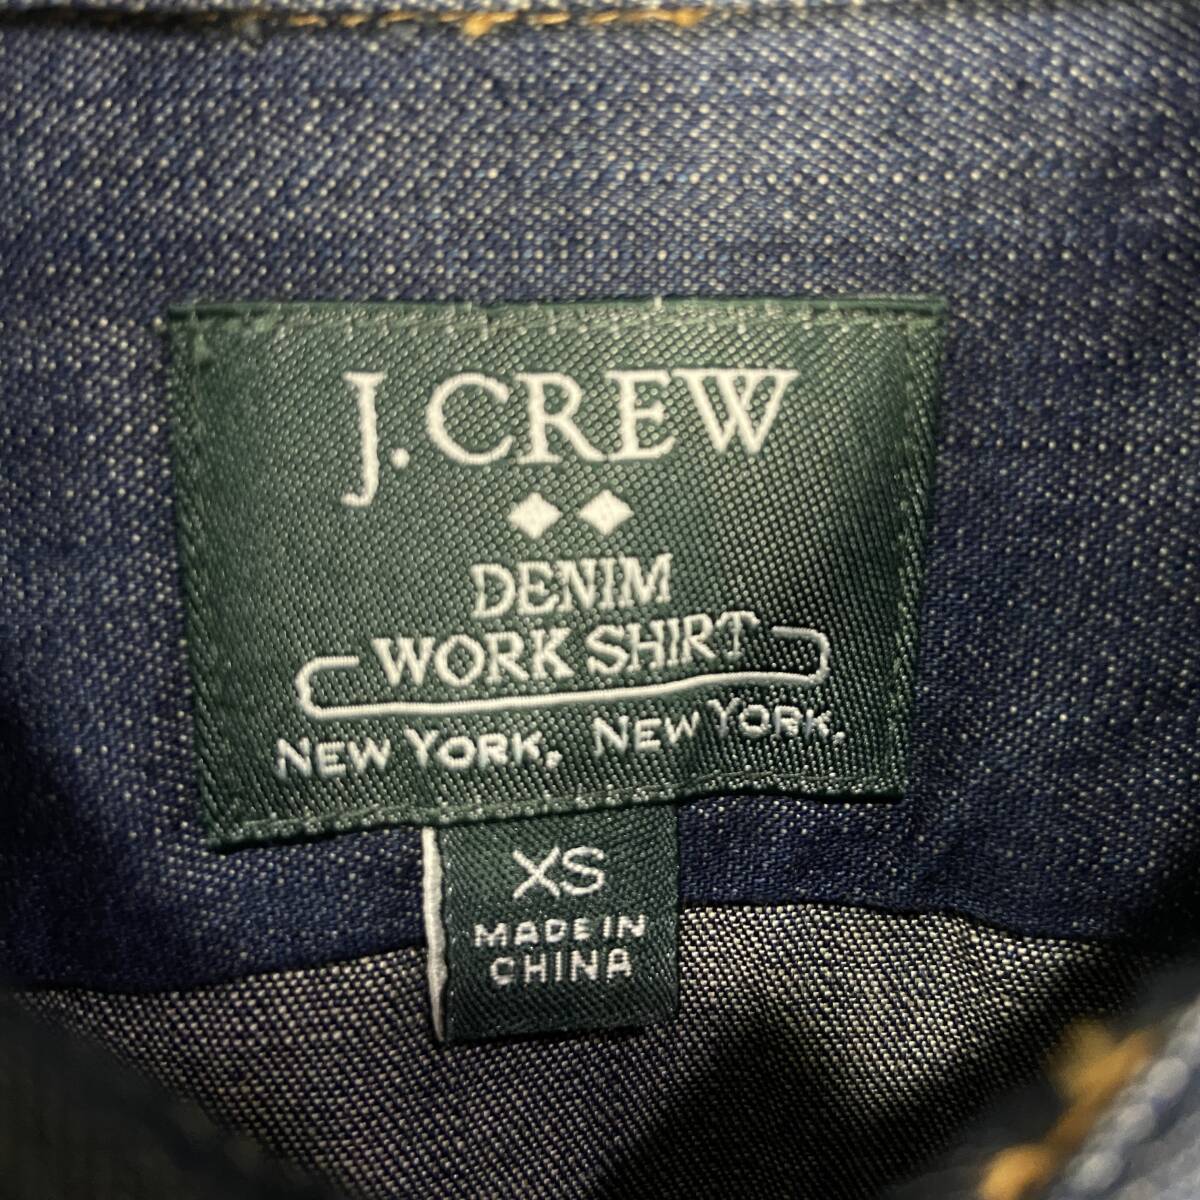 J.CREW
DENIM
WORK SHIRT
NEW YORK, NEW YORK.
XS
MADE IN
CHINA